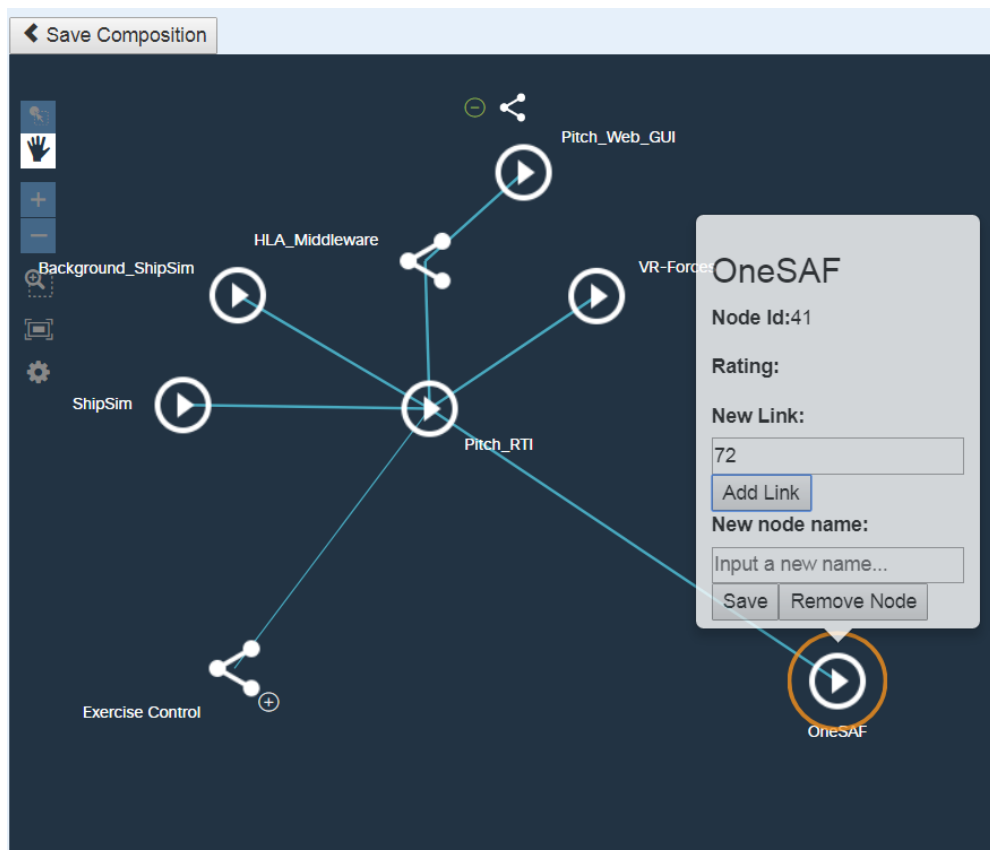 Save Composition
Pitch_Web_GUI
HLA_Middleware
Background_ShipSim
VR-Forces
ShipSim
Pitch_RTI
Exercise Control
OneSAF
Node Id:41
Rating:
New Link:
72
Add Link
New node name:
Input a new name...
Save Remove Node
OneSAF